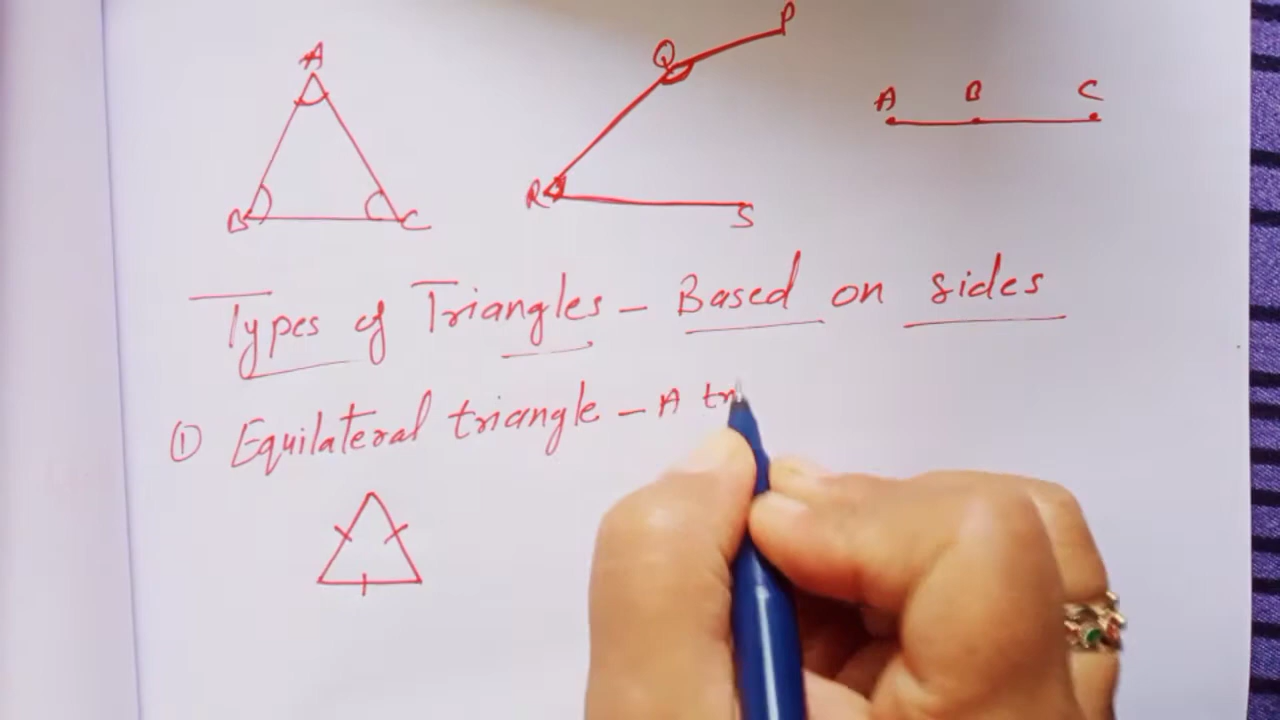 A
B
C
P
Q
R
S
A B C
Types of Triangles - Based on sides
① Equilateral triangle - A tr